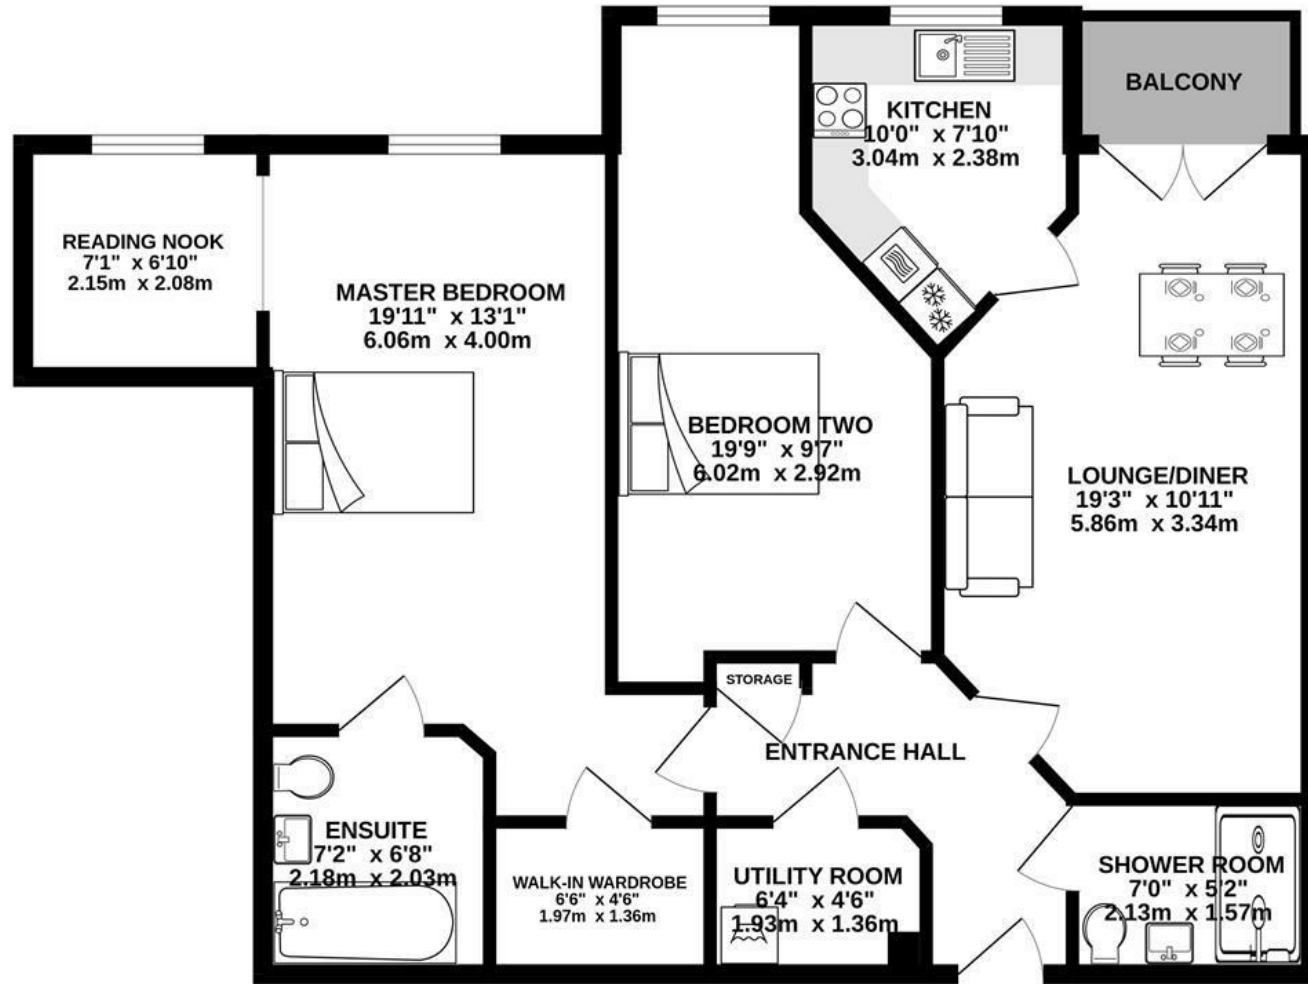 BALCONY
KITCHEN
10'0" x 7'10"
3.04m x 2.38m
READING NOOK
7'1" x 6'10"
2.15m x 2.08m
MASTER BEDROOM
19'11" x 13'1"
6.06m x 4.00m
BEDROOM TWO
19'9" x 9'7"
6.02m x 2.92m
LOUNGE/DINER
19'3" x 10'11"
5.86m x 3.34m
STORAGE
ENTRANCE HALL
ENSUITE
7'2" x 6'8"
2.18m x 2.03m
WALK-IN WARDROBE
6'6" x 4'6"
1.97m x 1.36m
UTILITY ROOM
6'4" x 4'6"
1.93m x 1.36m
SHOWER ROOM
7'0" x 5'2"
2.13m x 1.57m